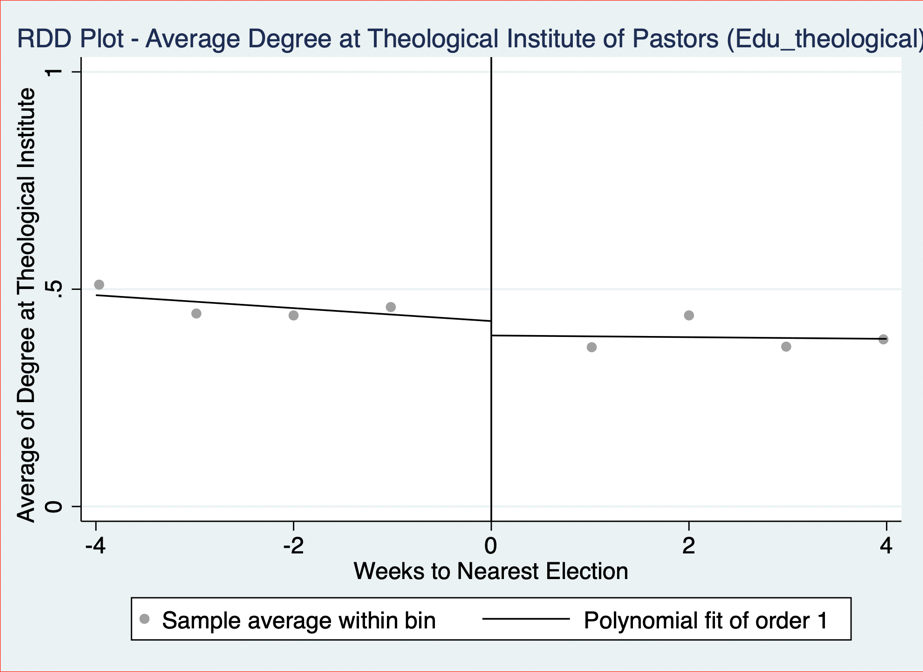 RDD Plot - Average Degree at Theological Institute of Pastors (Edu_theological)
Average of Degree at Theological Institute
1
.5
0
-4 -2 0 2 4
Weeks to Nearest Election
Sample average within bin Polynomial fit of order 1